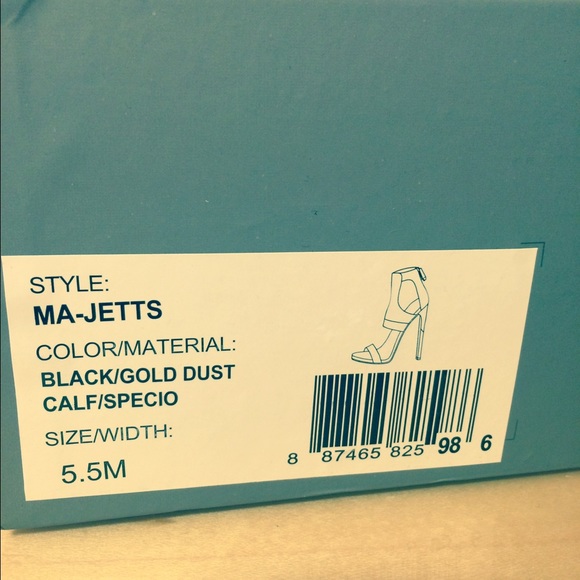 STYLE:
MA-JETTS
COLOR/MATERIAL:
BLACK/GOLD DUST
CALF/SPECIO
SIZE/WIDTH:
5.5M
8 87465 825 98 6